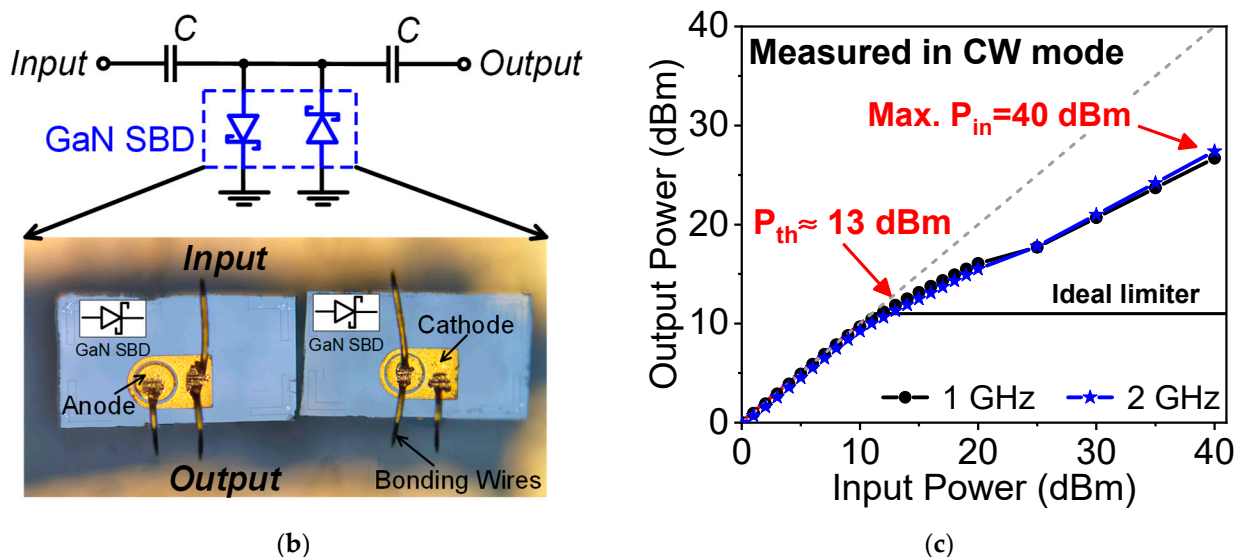 C
C
Input
Output
GaN SBD
Input
GaN SBD
GaN SBD
Cathode
Anode
Output
Bonding Wires
(b)
Measured in CW mode
Max. P_in=40 dBm
P_th≈ 13 dBm
Ideal limiter
1 GHz
2 GHz
Output Power (dBm)
40
30
20
10
0
0
10
20
30
40
Input Power (dBm)
(c)